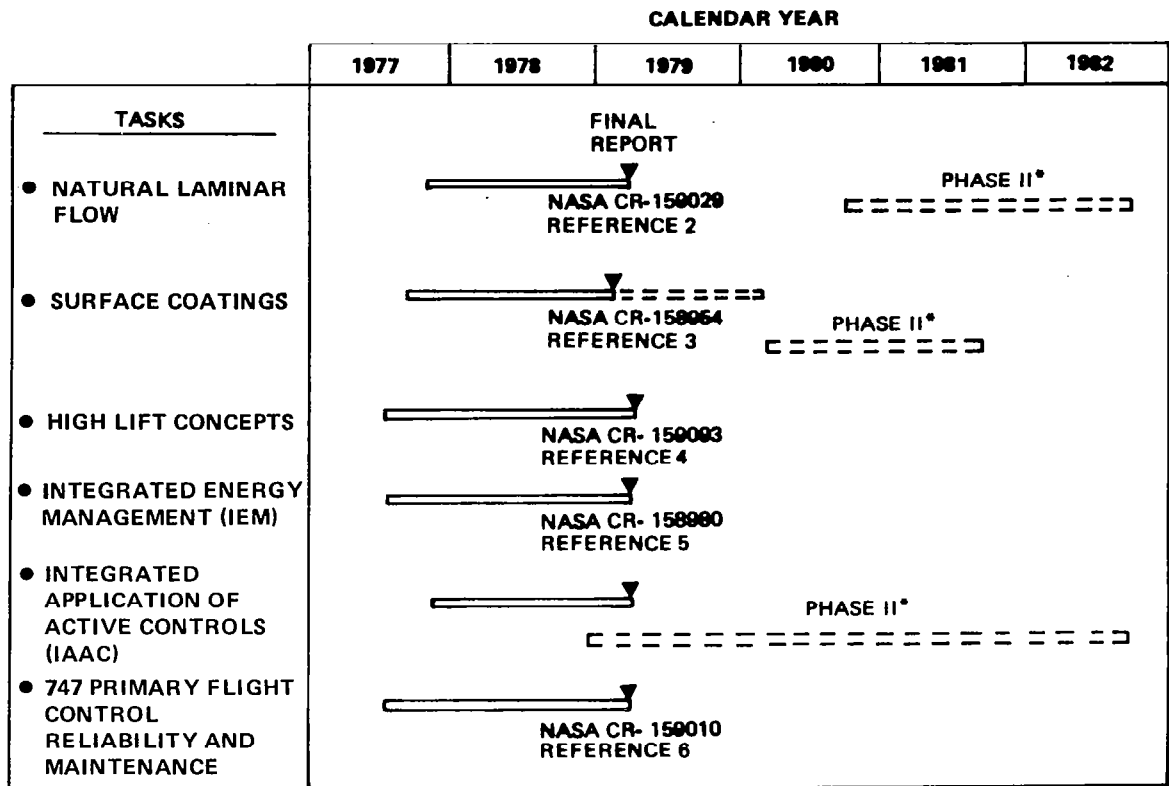 CALENDAR YEAR
1977 1978 1979 1980 1981 1982
TASKS
FINAL
REPORT
● NATURAL LAMINAR
FLOW
NASA CR-159029
REFERENCE 2
PHASE II*
● SURFACE COATINGS
NASA CR-158954
REFERENCE 3
PHASE II*
● HIGH LIFT CONCEPTS
NASA CR- 159093
REFERENCE 4
● INTEGRATED ENERGY
MANAGEMENT (IEM)
NASA CR- 158980
REFERENCE 5
● INTEGRATED
APPLICATION OF
ACTIVE CONTROLS
(IAAC)
PHASE II*
● 747 PRIMARY FLIGHT
CONTROL
RELIABILITY AND
MAINTENANCE
NASA CR- 159010
REFERENCE 6